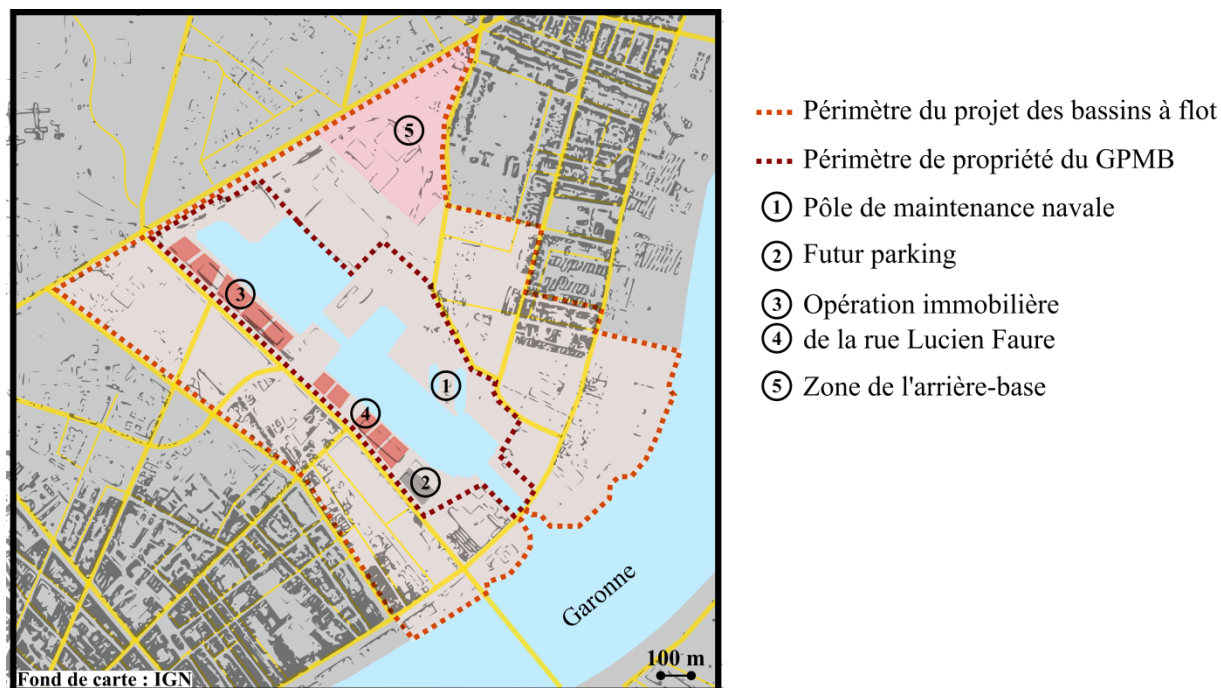 5
3
1
4
2
Garonne
100 m
Fond de carte : IGN
Périmètre du projet des bassins à flot
Périmètre de propriété du GPMB
1 Pôle de maintenance navale
2 Futur parking
3 Opération immobilière
4 de la rue Lucien Faure
5 Zone de l'arrière-base